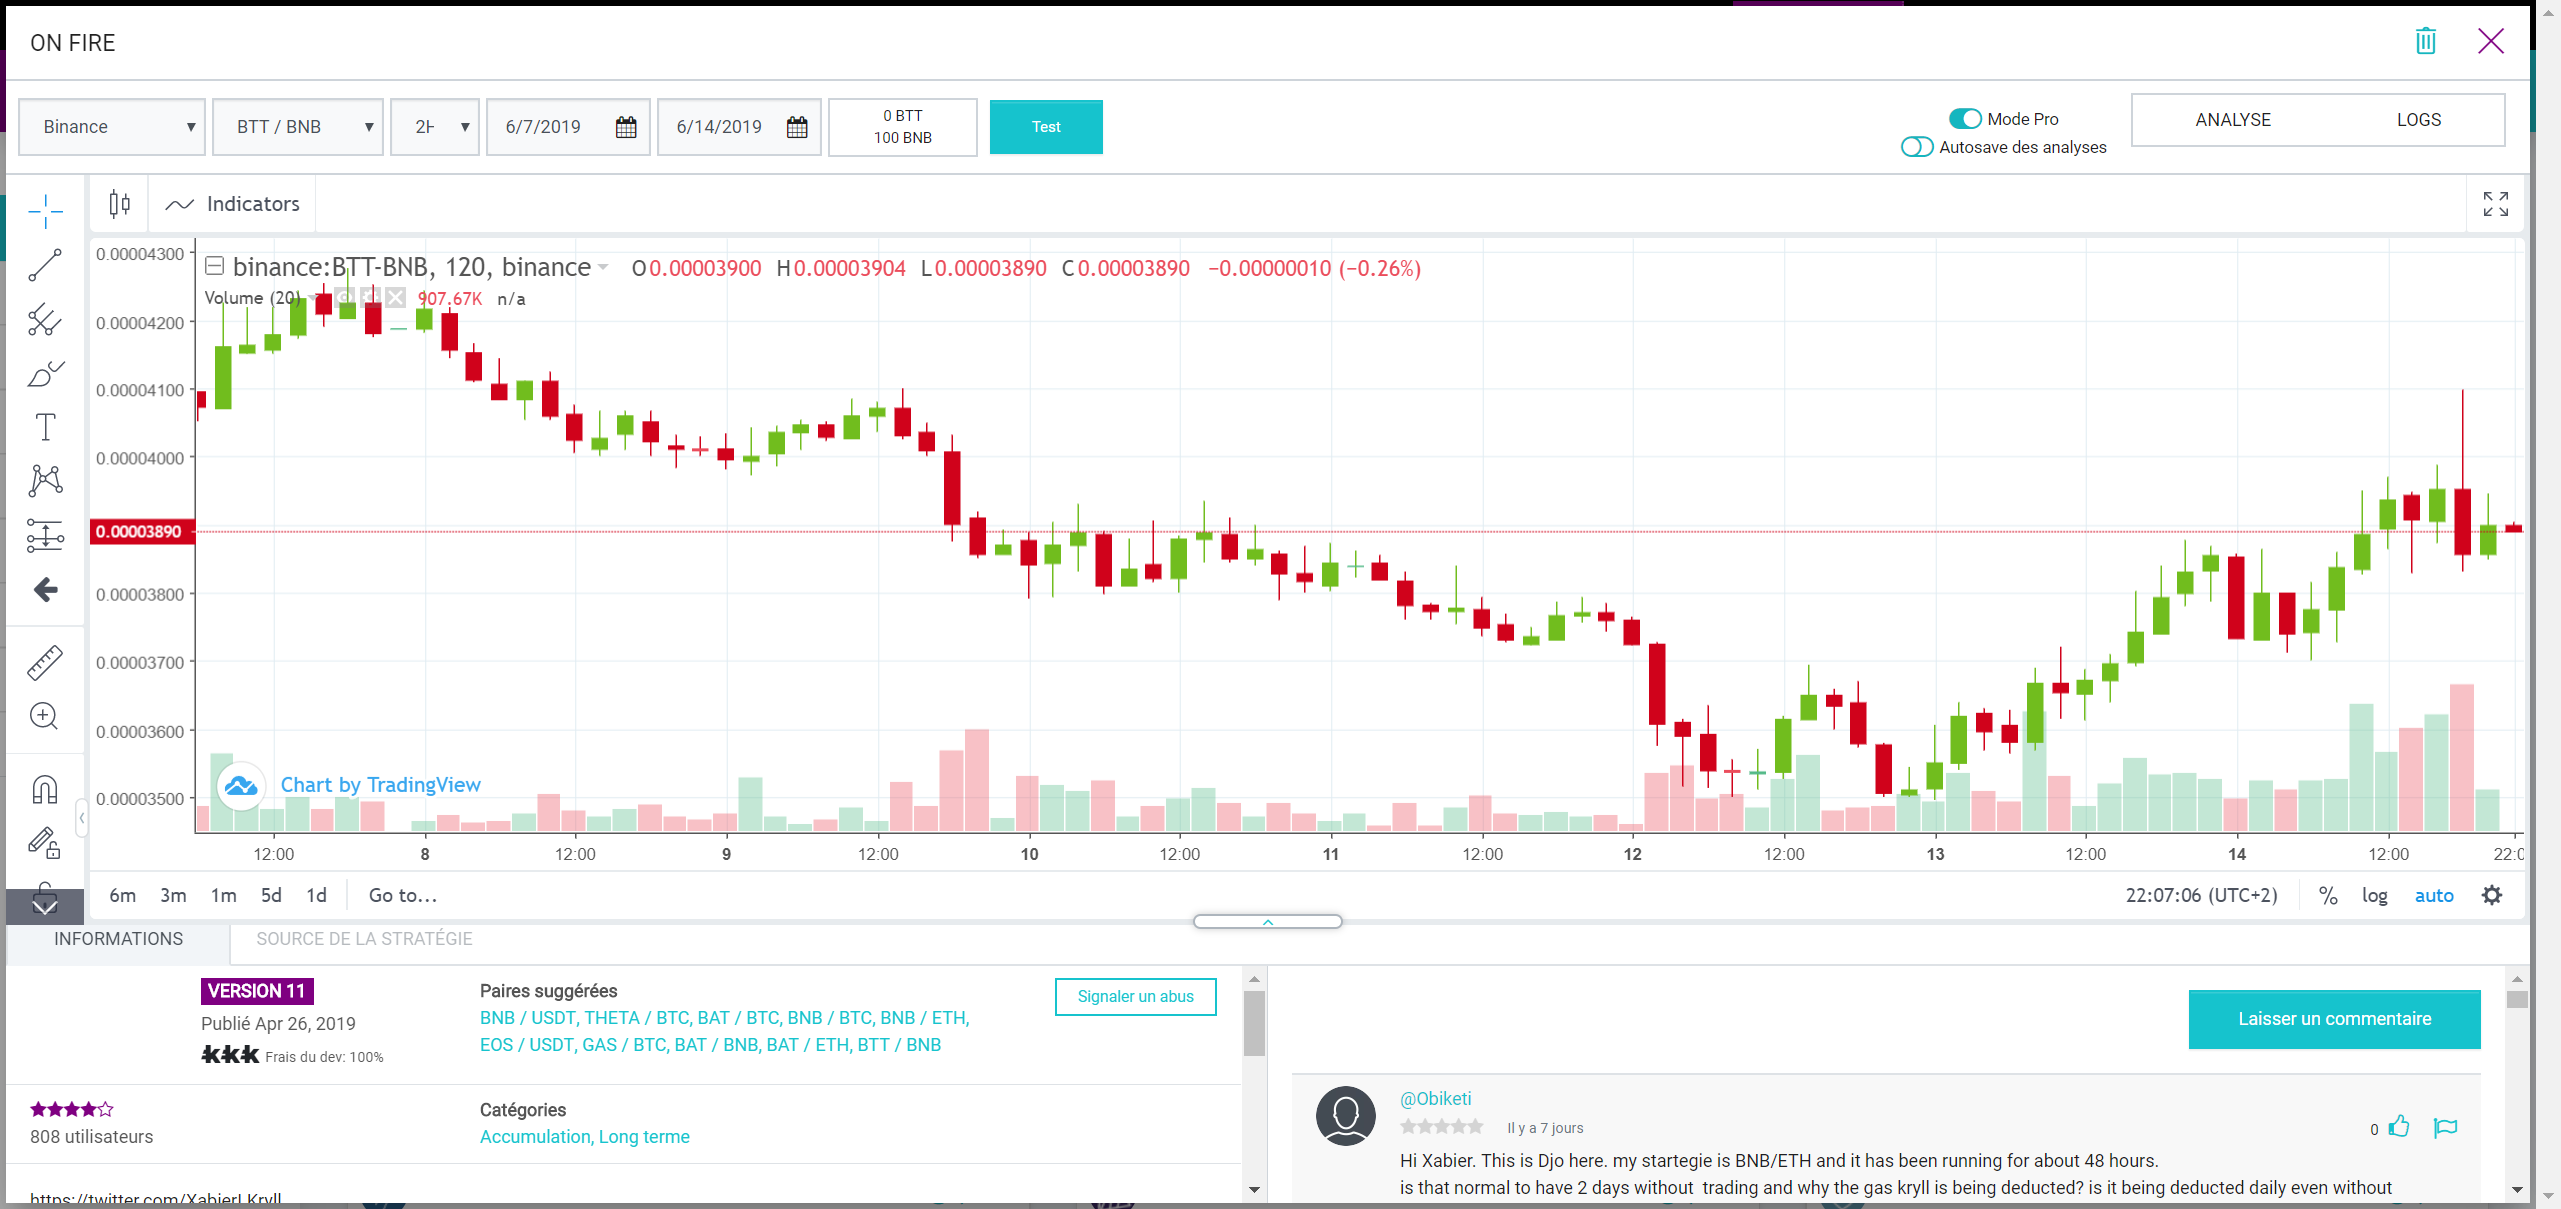 ON FIRE
Binance
BTT / BNB
2H
6/7/2019
6/14/2019
0 BTT
100 BNB
Test
Mode Pro
Autosave des analyses
ANALYSE
LOGS
Indicators
binance:BTT-BNB, 120, binance O0.00003900 H0.00003904 L0.00003890 C0.00003890 −0.00000010 (−0.26%)
Volume (20) 907.67K n/a
0.00004300
0.00004200
0.00004100
0.00004000
0.00003890
0.00003800
0.00003700
0.00003600
0.00003500
Chart by TradingView
12:00 8 12:00 9 12:00 10 12:00 11 12:00 12 12:00 13 12:00 14 12:00 22:0
6m 3m 1m 5d 1d Go to...
22:07:06 (UTC+2) % log auto
INFORMATIONS
SOURCE DE LA STRATÉGIE
VERSION 11
Publié Apr 26, 2019
Frais du dev: 100%
Paires suggérées
BNB / USDT, THETA / BTC, BAT / BTC, BNB / BTC, BNB / ETH,
EOS / USDT, GAS / BTC, BAT / BNB, BAT / ETH, BTT / BNB
Signaler un abus
808 utilisateurs
Catégories
Accumulation, Long terme
https://twitter.com/XabierLKryll
Laisser un commentaire
@Obiketi
Il y a 7 jours
0
Hi Xabier. This is Djo here. my startegie is BNB/ETH and it has been running for about 48 hours.
is that normal to have 2 days without trading and why the gas kryll is being deducted? is it being deducted daily even without